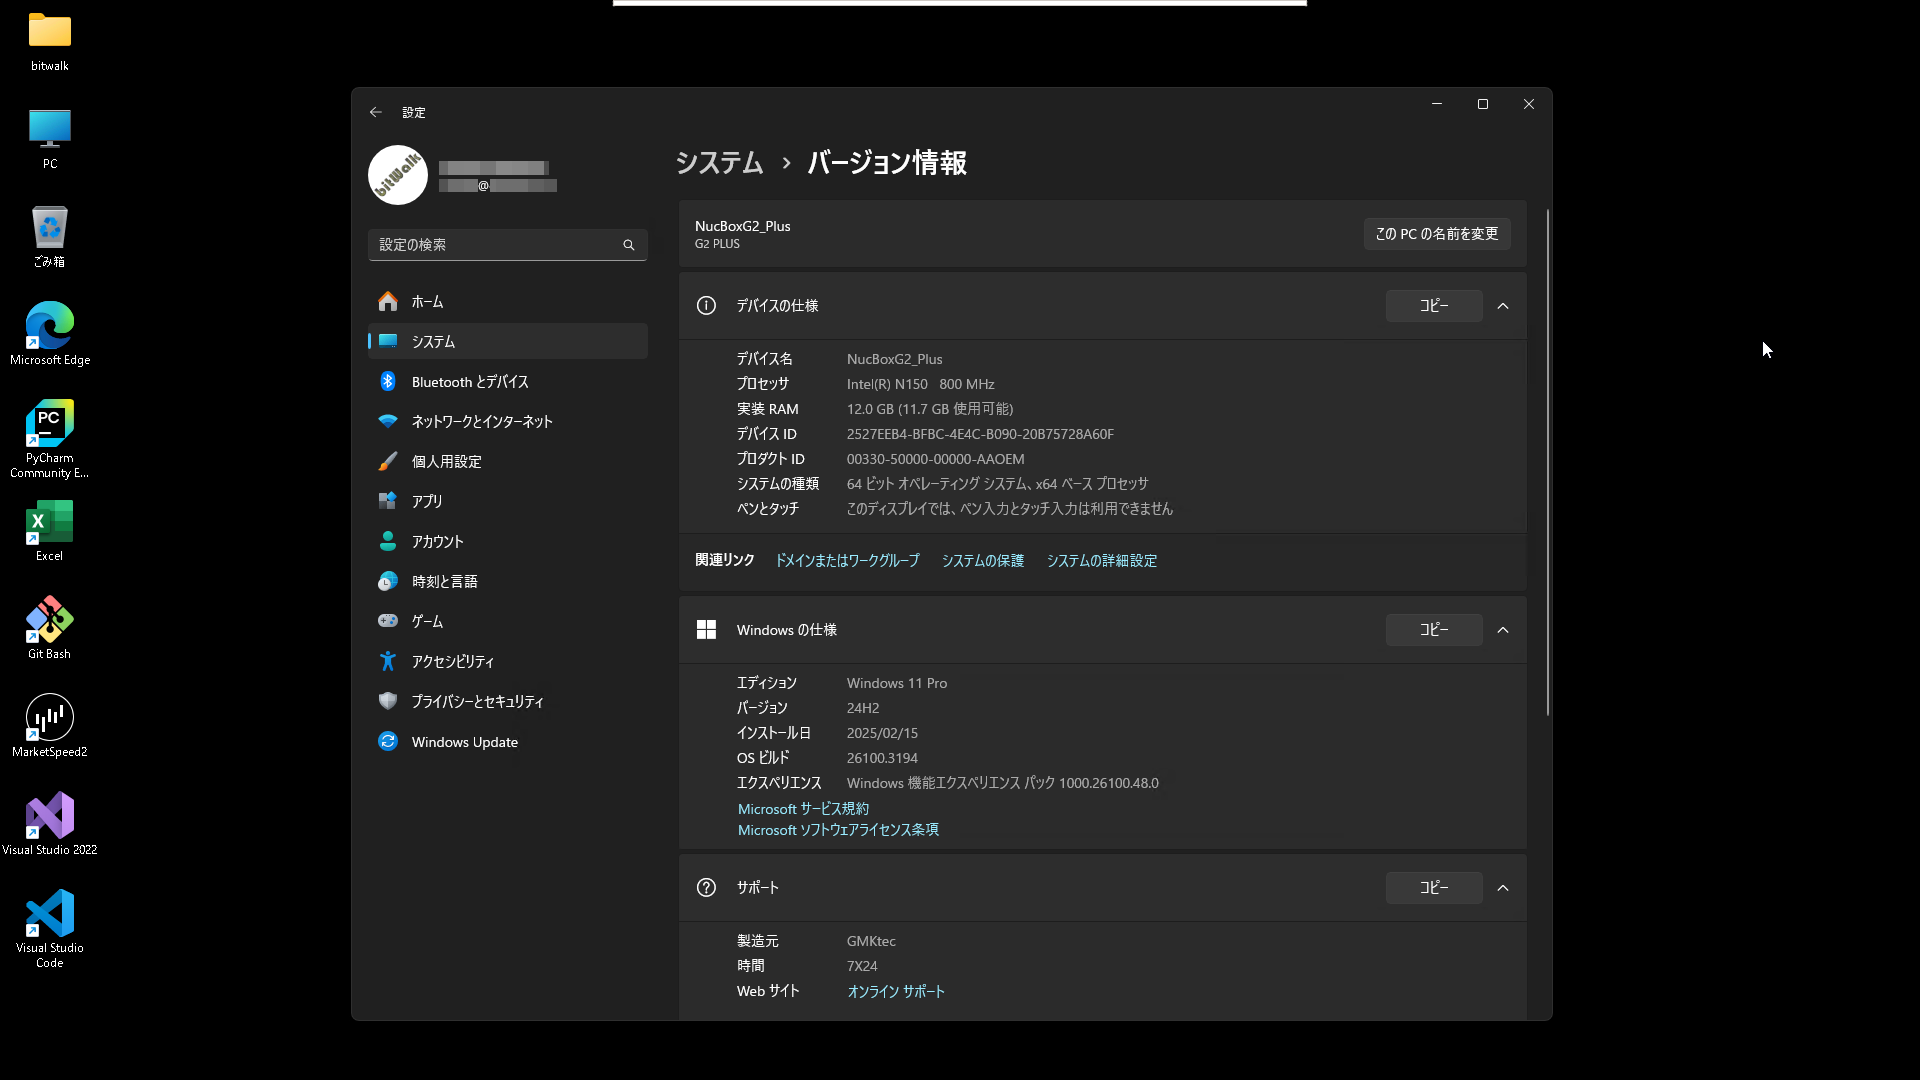 bitwalk
PC
ごみ箱
Microsoft Edge
PC
PyCharm
Community E...
X
Excel
Git Bash
MarketSpeed2
Visual Studio 2022
Visual Studio
Code
設定
bitWalk
@
設定の検索
ホーム
システム
Bluetooth とデバイス
ネットワークとインターネット
個人用設定
アプリ
アカウント
時刻と言語
ゲーム
アクセシビリティ
プライバシーとセキュリティ
Windows Update
システム › バージョン情報
NucBoxG2_Plus
G2 PLUS
この PC の名前を変更
デバイスの仕様
コピー
デバイス名 NucBoxG2_Plus
プロセッサ Intel(R) N150 800 MHz
実装 RAM 12.0 GB (11.7 GB 使用可能)
デバイス ID 2527EEB4-BFBC-4E4C-B090-20B75728A60F
プロダクト ID 00330-50000-00000-AAOEM
システムの種類 64 ビット オペレーティング システム、x64 ベース プロセッサ
ペンとタッチ このディスプレイでは、ペン入力とタッチ入力は利用できません
関連リンク ドメインまたはワークグループ システムの保護 システムの詳細設定
Windows の仕様
コピー
エディション Windows 11 Pro
バージョン 24H2
インストール日 2025/02/15
OS ビルド 26100.3194
エクスペリエンス Windows 機能エクスペリエンス パック 1000.26100.48.0
Microsoft サービス規約
Microsoft ソフトウェアライセンス条項
サポート
コピー
製造元 GMKtec
時間 7X24
Web サイト オンライン サポート